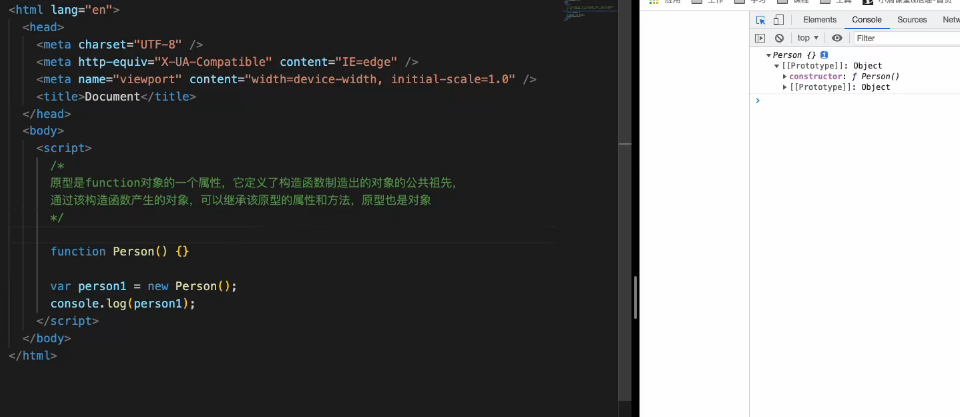 <html lang="en">
<head>
<meta charset="UTF-8" />
<meta http-equiv="X-UA-Compatible" content="IE=edge" />
<meta name="viewport" content="width=device-width, initial-scale=1.0" />
<title>Document</title>
</head>
<body>
<script>
/*
原型是function对象的一个属性，它定义了构造函数制造出的对象的公共祖先，
通过该构造函数产生的对象，可以继承该原型的属性和方法，原型也是对象
*/
function Person() {}
var person1 = new Person();
console.log(person1);
</script>
</body>
</html>
Elements Console Sources
top Filter
Person {}
[[Prototype]]: Object
constructor: ƒ Person()
[[Prototype]]: Object